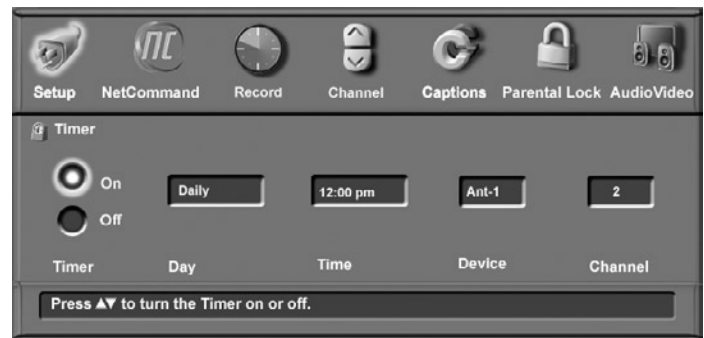 NC
Setup NetCommand Record Channel Captions Parental Lock AudioVideo
Timer
On Daily 12:00 pm Ant-1 2
Off
Timer Day Time Device Channel
Press ▲▼ to turn the Timer on or off.